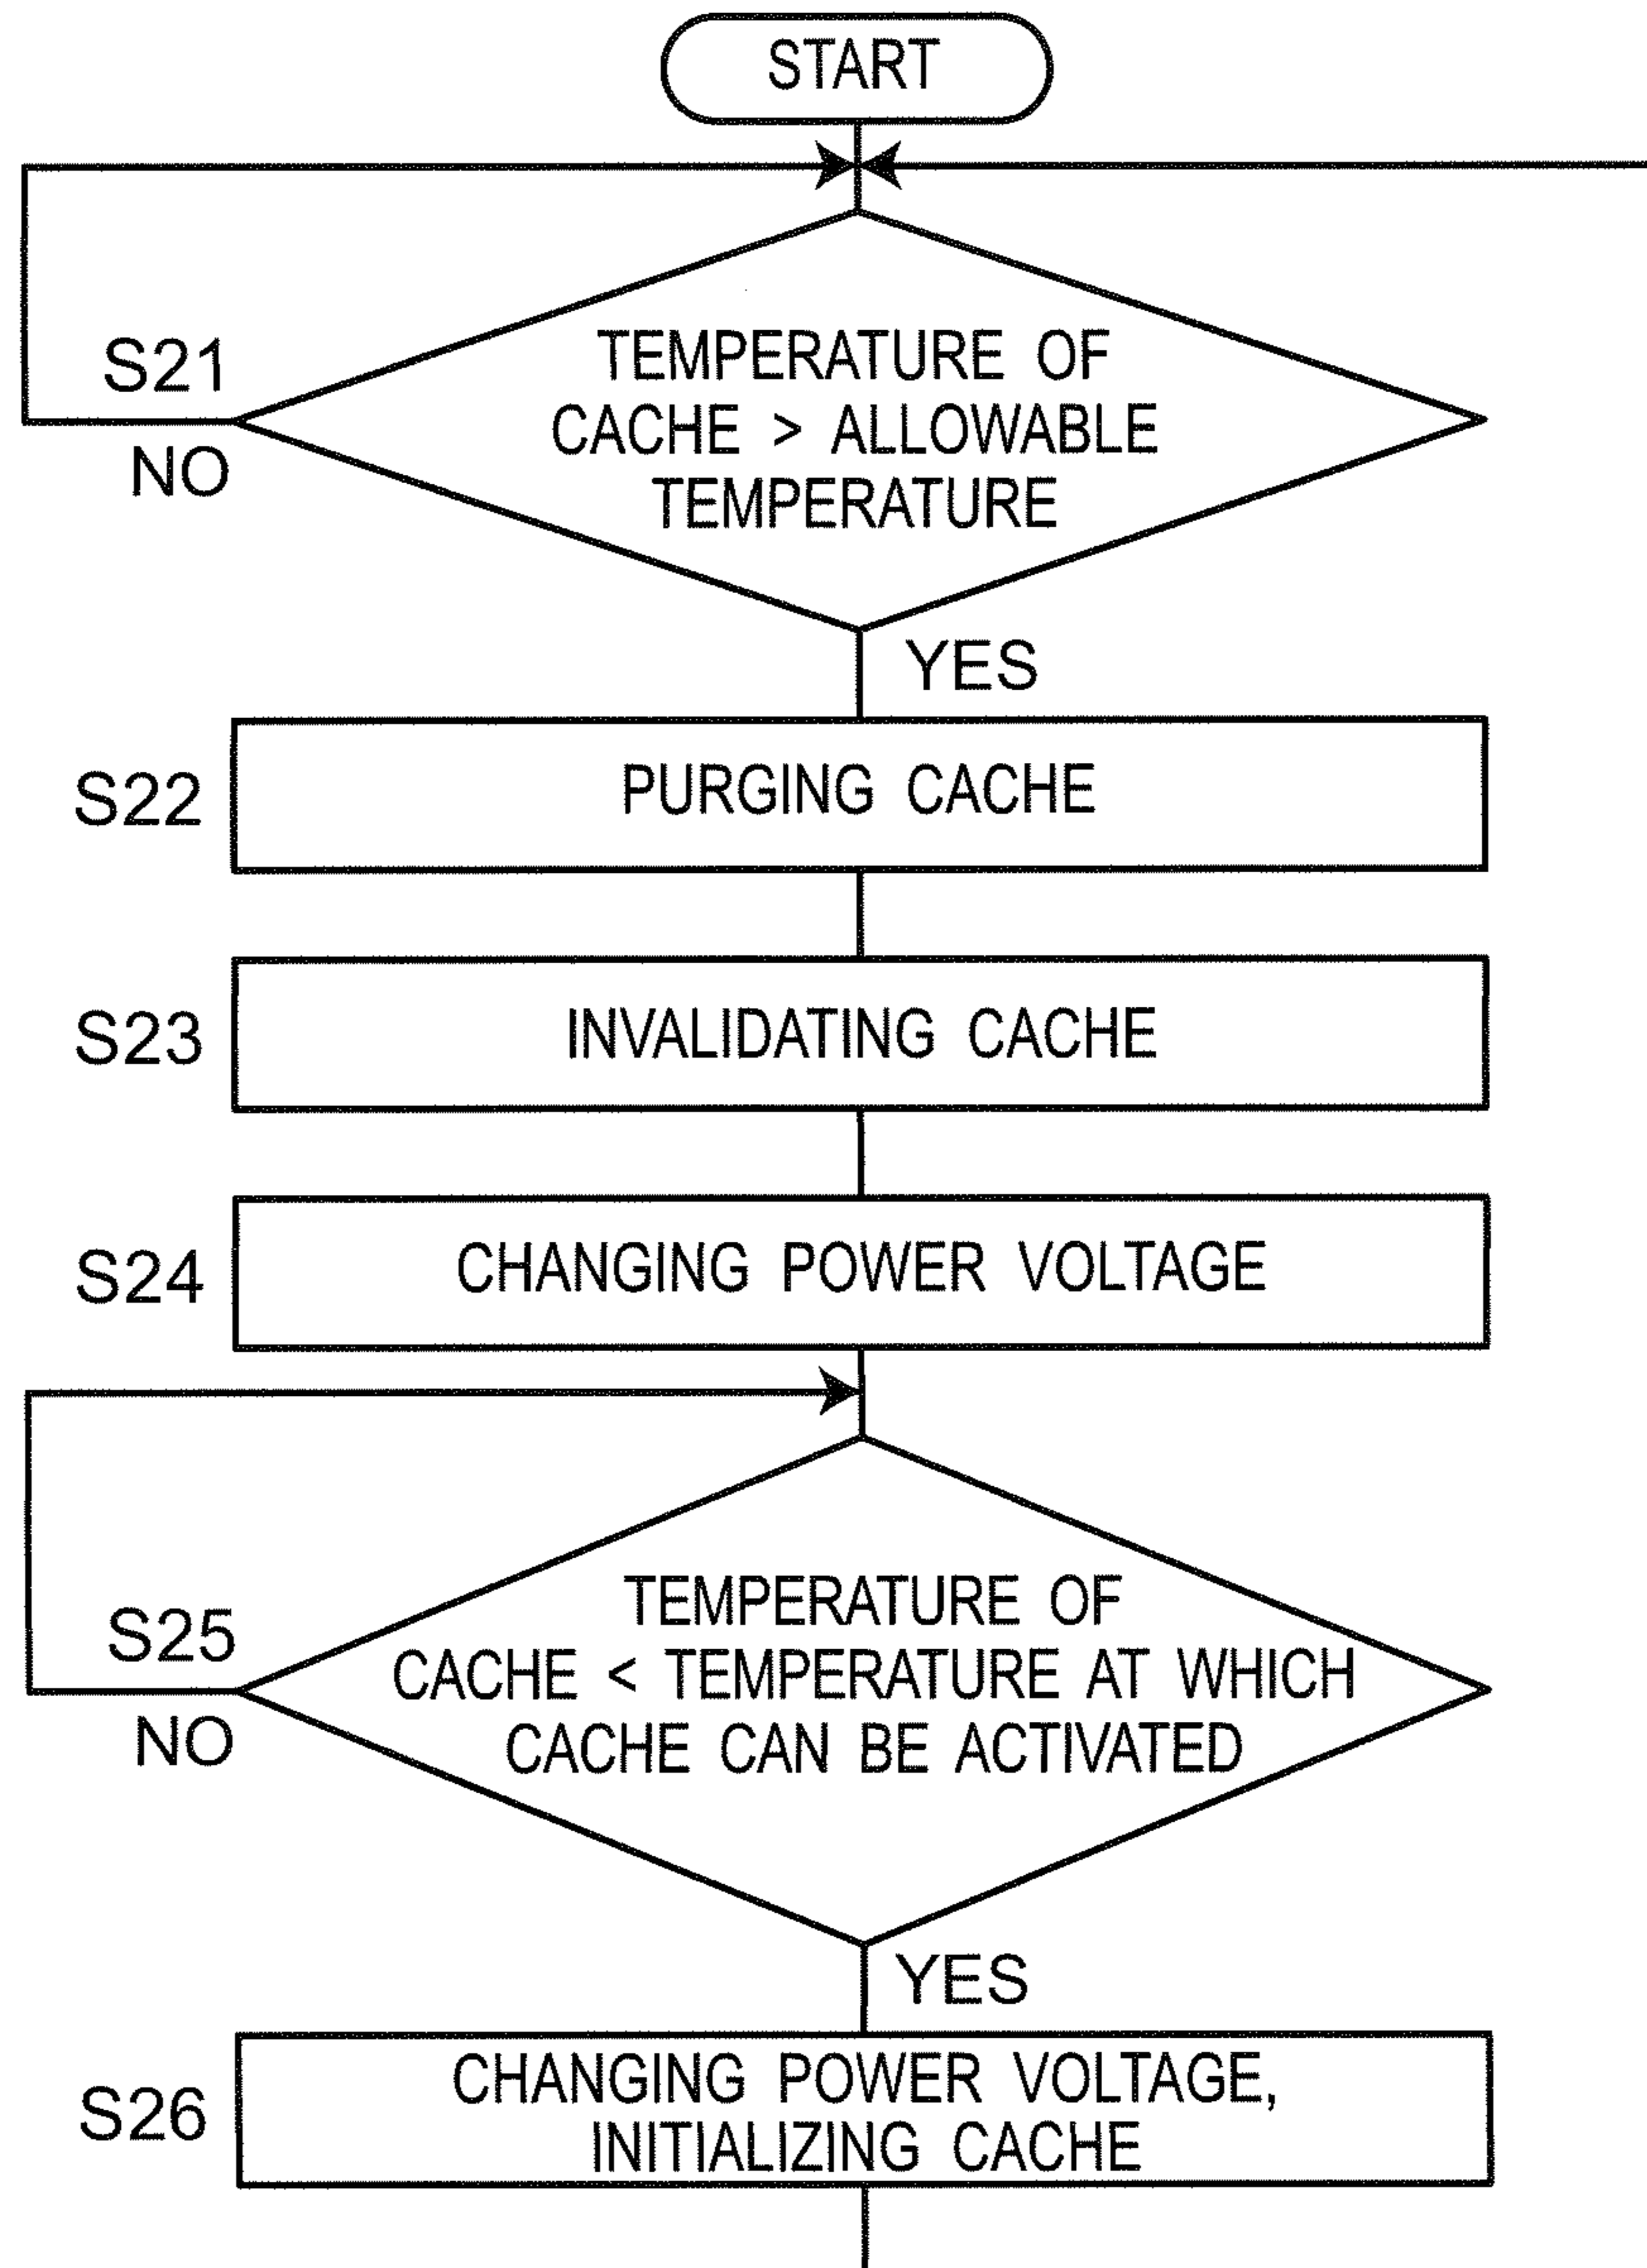 START
S21
TEMPERATURE OF
CACHE > ALLOWABLE
TEMPERATURE
NO
YES
S22
PURGING CACHE
S23
INVALIDATING CACHE
S24
CHANGING POWER VOLTAGE
S25
TEMPERATURE OF
CACHE < TEMPERATURE AT WHICH
CACHE CAN BE ACTIVATED
NO
YES
S26
CHANGING POWER VOLTAGE,
INITIALIZING CACHE